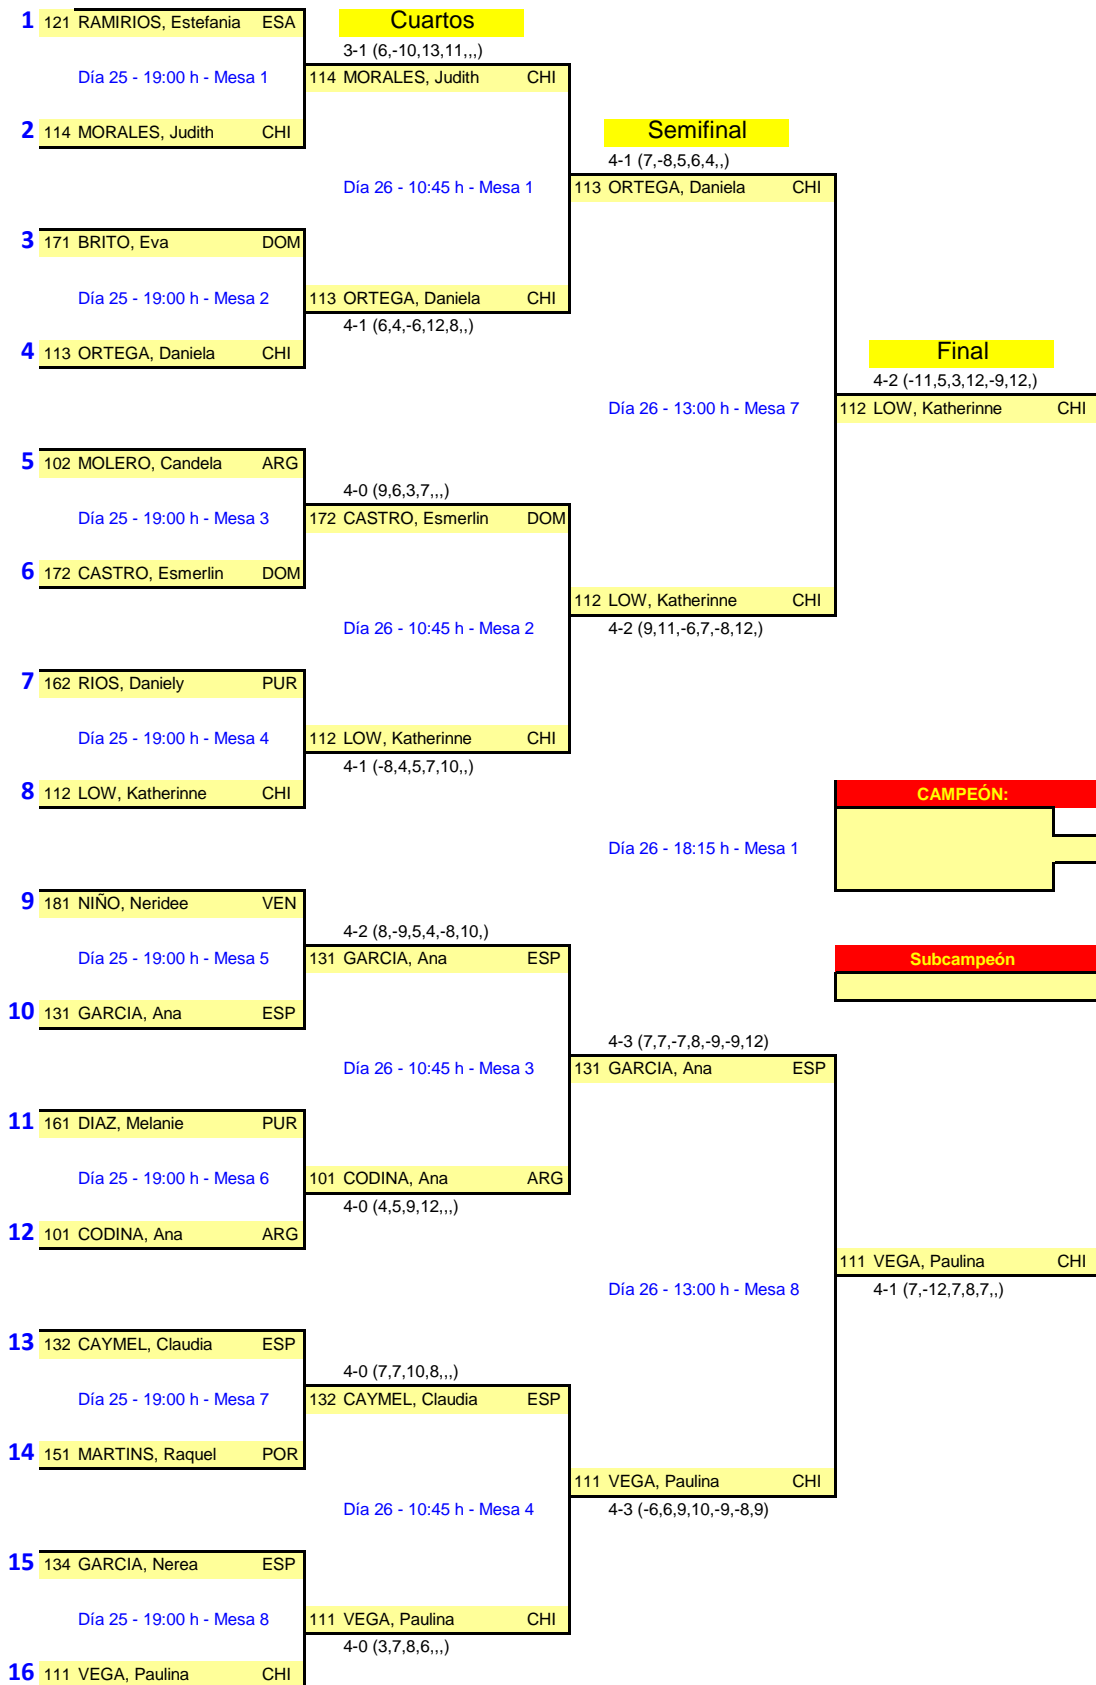 1 121 RAMIRIOS, Estefania ESA Cuartos
3-1 (6,-10,13,11,,,)
Día 25 - 19:00 h - Mesa 1 114 MORALES, Judith CHI
2 114 MORALES, Judith CHI Semifinal
4-1 (7,-8,5,6,4,,)
Día 26 - 10:45 h - Mesa 1 113 ORTEGA, Daniela CHI
3 171 BRITO, Eva DOM
Día 25 - 19:00 h - Mesa 2 113 ORTEGA, Daniela CHI
4-1 (6,4,-6,12,8,,)
4 113 ORTEGA, Daniela CHI Final
4-2 (-11,5,3,12,-9,12,)
Día 26 - 13:00 h - Mesa 7 112 LOW, Katherinne CHI
5 102 MOLERO, Candela ARG
4-0 (9,6,3,7,,,)
Día 25 - 19:00 h - Mesa 3 172 CASTRO, Esmerlin DOM
6 172 CASTRO, Esmerlin DOM
112 LOW, Katherinne CHI
Día 26 - 10:45 h - Mesa 2 4-2 (9,11,-6,7,-8,12,)
7 162 RIOS, Daniely PUR
Día 25 - 19:00 h - Mesa 4 112 LOW, Katherinne CHI
4-1 (-8,4,5,7,10,,)
8 112 LOW, Katherinne CHI CAMPEÓN:
Día 26 - 18:15 h - Mesa 1
9 181 NIÑO, Neridee VEN
4-2 (8,-9,5,4,-8,10,)
Día 25 - 19:00 h - Mesa 5 131 GARCIA, Ana ESP Subcampeón
10 131 GARCIA, Ana ESP
4-3 (7,7,-7,8,-9,-9,12)
Día 26 - 10:45 h - Mesa 3 131 GARCIA, Ana ESP
11 161 DIAZ, Melanie PUR
Día 25 - 19:00 h - Mesa 6 101 CODINA, Ana ARG
4-0 (4,5,9,12,,,)
12 101 CODINA, Ana ARG
111 VEGA, Paulina CHI
Día 26 - 13:00 h - Mesa 8 4-1 (7,-12,7,8,7,,)
13 132 CAYMEL, Claudia ESP
4-0 (7,7,10,8,,,)
Día 25 - 19:00 h - Mesa 7 132 CAYMEL, Claudia ESP
14 151 MARTINS, Raquel POR
111 VEGA, Paulina CHI
Día 26 - 10:45 h - Mesa 4 4-3 (-6,6,9,10,-9,-8,9)
15 134 GARCIA, Nerea ESP
Día 25 - 19:00 h - Mesa 8 111 VEGA, Paulina CHI
4-0 (3,7,8,6,,,)
16 111 VEGA, Paulina CHI